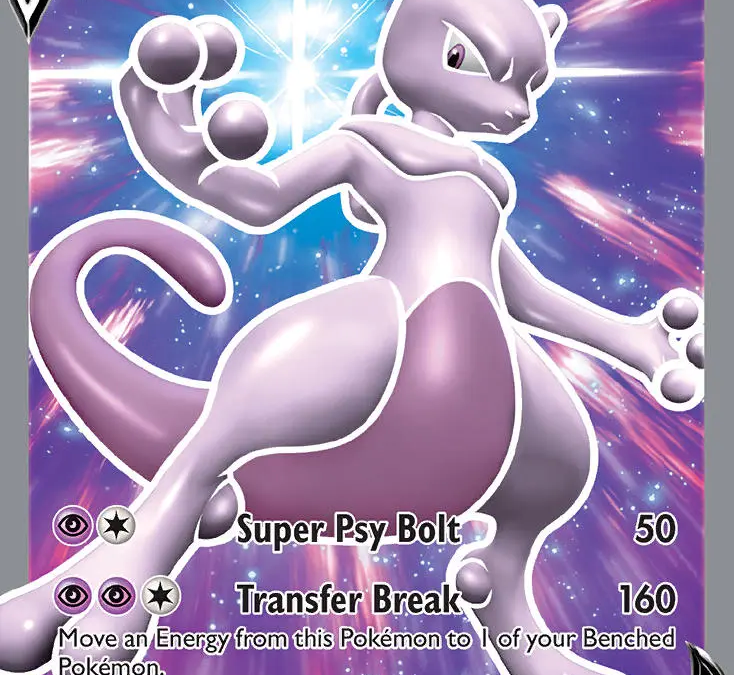 Super Psy Bolt 50
Transfer Break 160
Move an Energy from this Pokémon to 1 of your Benched
Pokémon.